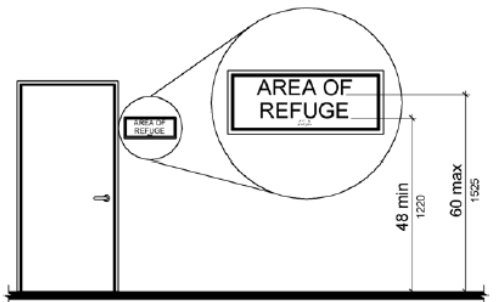 AREA OF
REFUGE
AREA OF
REFUGE
48 min
1220
60 max
1525